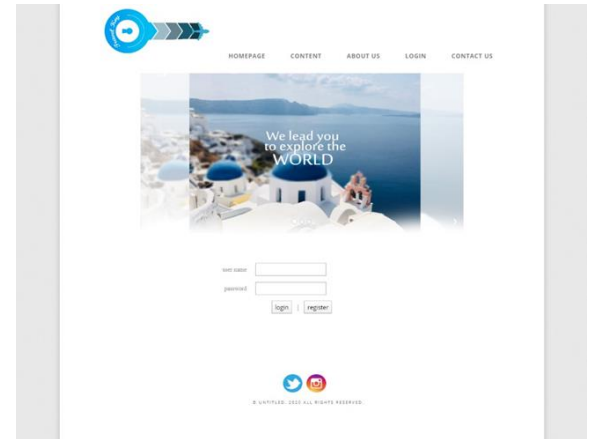 HOMEPAGE CONTENT ABOUT US LOGIN CONTACT US
We lead you
to explore the
WORLD
user name
password
login | register
© UNTITLED. 2023 ALL RIGHTS RESERVED.